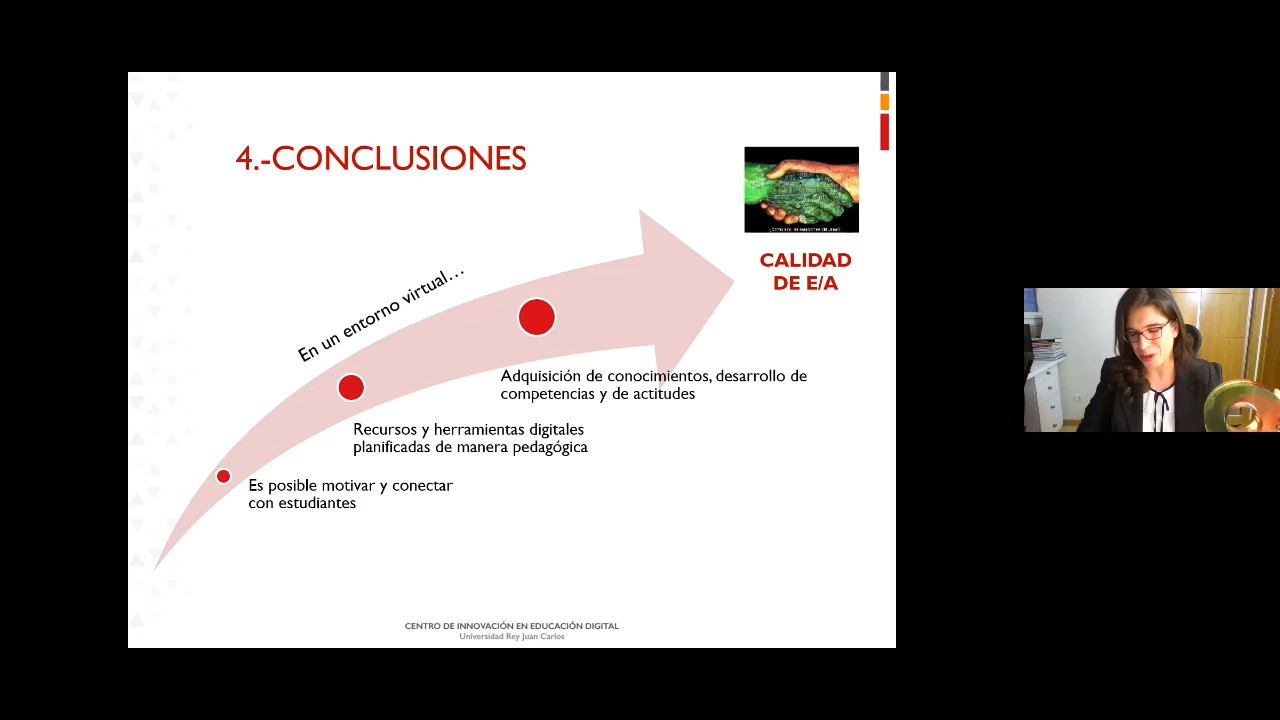 4.-CONCLUSIONES
CALIDAD
DE E/A
En un entorno virtual…
Adquisición de conocimientos, desarrollo de
competencias y de actitudes
Recursos y herramientas digitales
planificadas de manera pedagógica
Es posible motivar y conectar
con estudiantes
CENTRO DE INNOVACIÓN EN EDUCACIÓN DIGITAL
Universidad Rey Juan Carlos